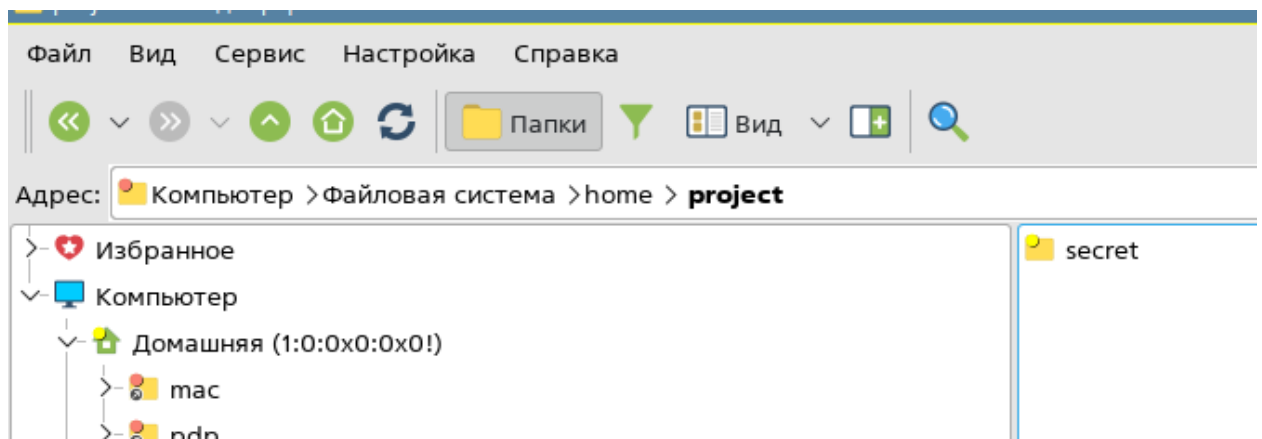 Файл Вид Сервис Настройка Справка
Папки Вид
Адрес: Компьютер >Файловая система >home > project
Избранное
secret
Компьютер
Домашняя (1:0:0x0:0x0!)
mac
pdp